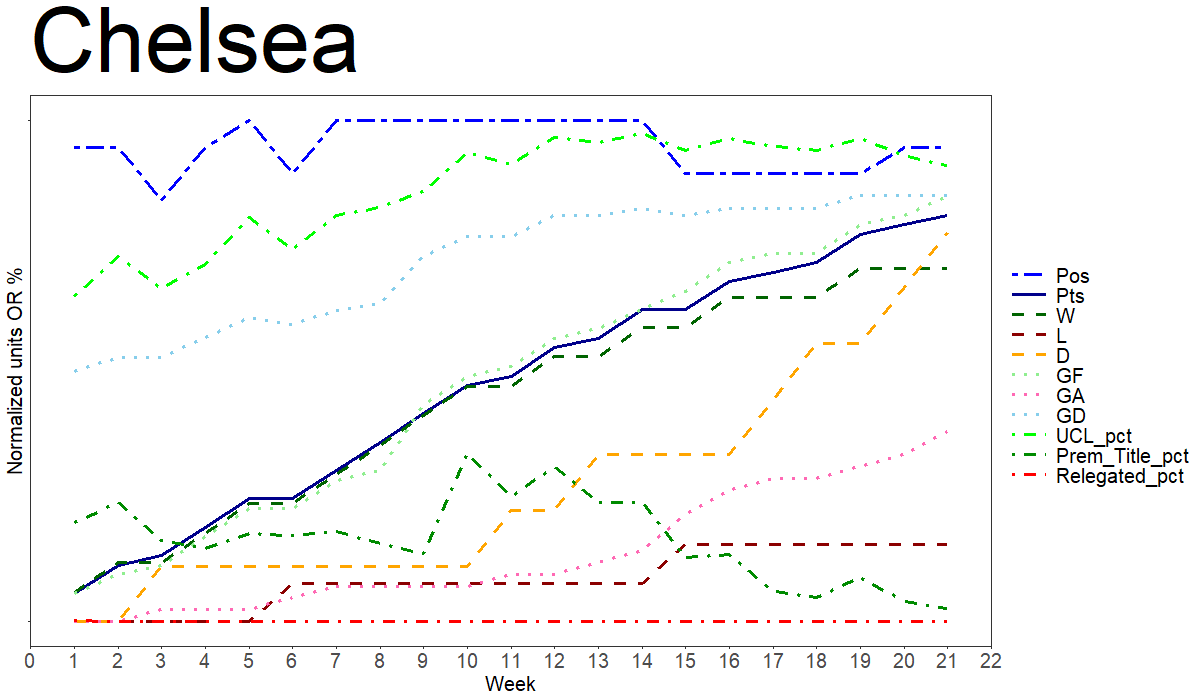 Chelsea
Normalized units OR %
Pos
Pts
W
L
D
GF
GA
GD
UCL_pct
Prem_Title_pct
Relegated_pct
0 1 2 3 4 5 6 7 8 9 10 11 12 13 14 15 16 17 18 19 20 21 22
Week